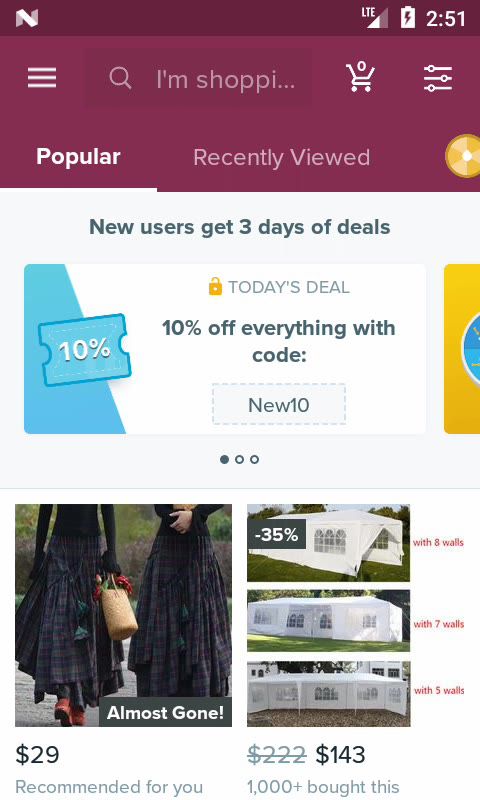 LTE 2:51
I'm shoppi... 0
Popular Recently Viewed
New users get 3 days of deals
TODAY'S DEAL
10% off everything with
code:
10%
New10
-35%
with 8 walls
with 7 walls
with 5 walls
Almost Gone!
$29 $222 $143
Recommended for you 1,000+ bought this